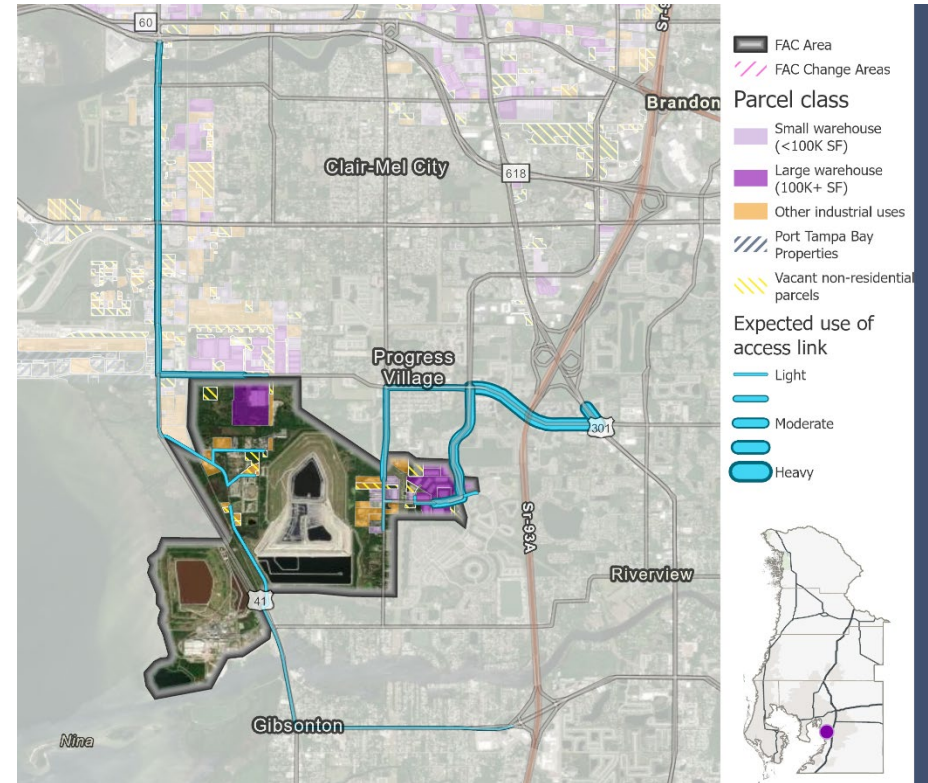 60
Sr-
Brandon
Clair-Mel City
618
Progress
Village
301
Sr-93A
Riverview
41
Gibsonton
Nina
FAC Area
FAC Change Areas
Parcel class
Small warehouse
(<100K SF)
Large warehouse
(100K+ SF)
Other industrial uses
Port Tampa Bay
Properties
Vacant non-residential
parcels
Expected use of
access link
Light
Moderate
Heavy